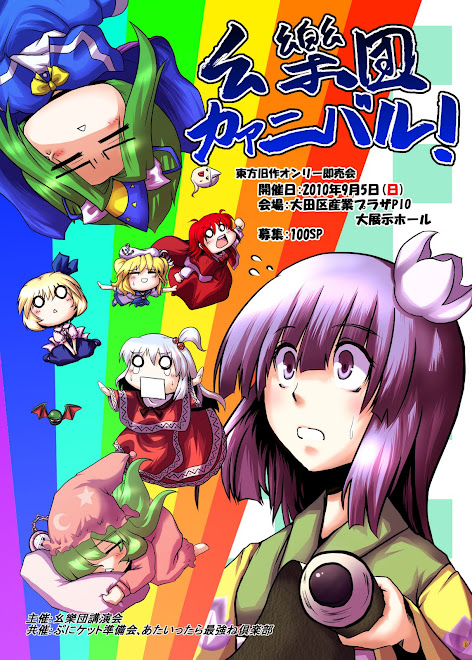 幺樂団
カァニバル!
東方旧作オンリー即売会
開催日:2010年9月5日(日)
会場:大田区産業プラザPIO
大展示ホール
募集:100SP
主催:幺樂団講演会
共催:ぷにケット準備会、あたいったら最強ね倶楽部